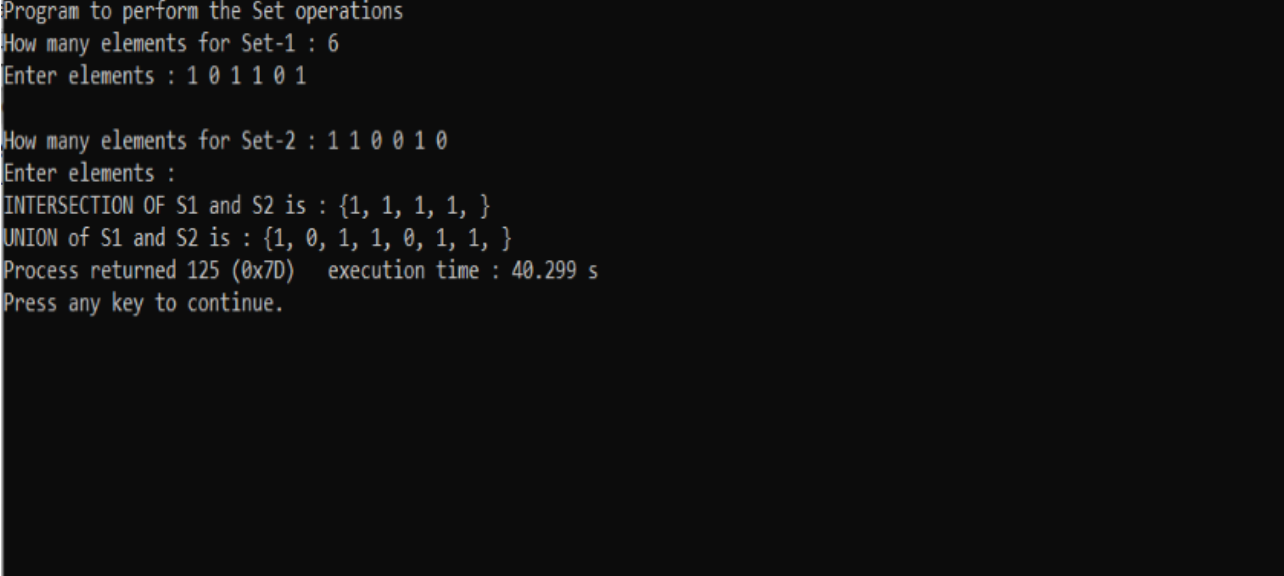 Program to perform the Set operations
How many elements for Set-1 : 6
Enter elements : 1 0 1 1 0 1
How many elements for Set-2 : 1 1 0 0 1 0
Enter elements :
INTERSECTION OF S1 and S2 is : {1, 1, 1, 1, }
UNION of S1 and S2 is : {1, 0, 1, 1, 0, 1, 1, }
Process returned 125 (0x7D)   execution time : 40.299 s
Press any key to continue.